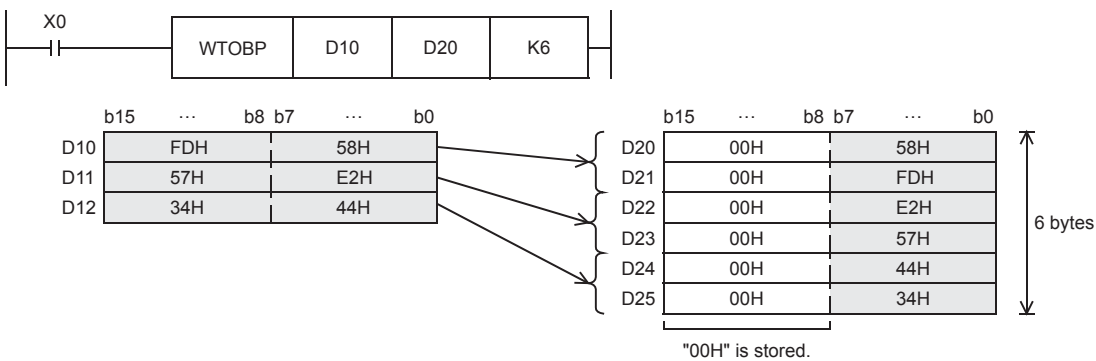 X0
WTOBP D10 D20 K6
b15 ··· b8 b7 ··· b0 b15 ··· b8 b7 ··· b0
D10 FDH 58H D20 00H 58H
D11 57H E2H D21 00H FDH
D12 34H 44H D22 00H E2H
6 bytes
D23 00H 57H
D24 00H 44H
D25 00H 34H
"00H" is stored.